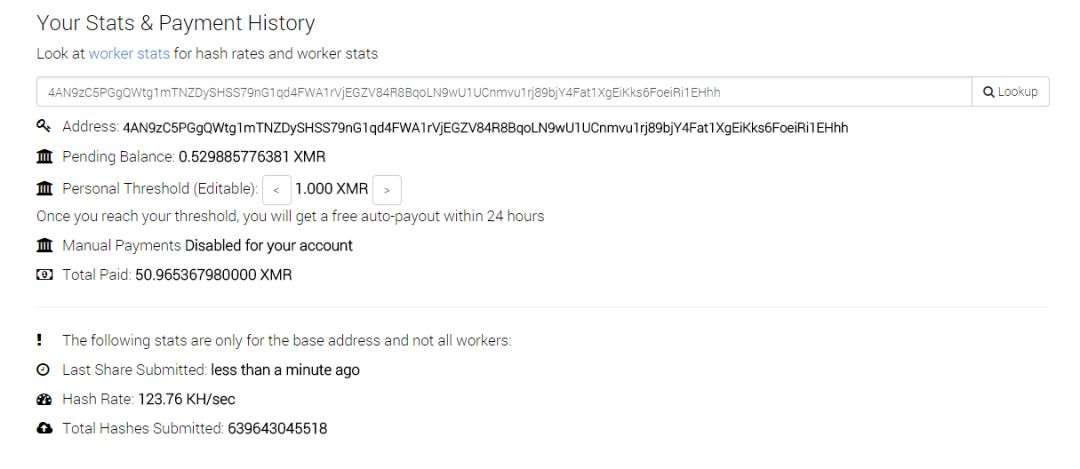 Your Stats & Payment History
Look at worker stats for hash rates and worker stats
4AN9zC5PGgQWtg1mTNZDySHSS79nG1qd4FWA1rVjEGZV84R8BqoLN9wU1UCnmvu1rj89bjY4Fat1XgEiKks6FoeiRi1EHhh Lookup
Address: 4AN9zC5PGgQWtg1mTNZDySHSS79nG1qd4FWA1rVjEGZV84R8BqoLN9wU1UCnmvu1rj89bjY4Fat1XgEiKks6FoeiRi1EHhh
Pending Balance: 0.529885776381 XMR
Personal Threshold (Editable): < 1.000 XMR >
Once you reach your threshold, you will get a free auto-payout within 24 hours
Manual Payments Disabled for your account
Total Paid: 50.965367980000 XMR
! The following stats are only for the base address and not all workers:
Last Share Submitted: less than a minute ago
Hash Rate: 123.76 KH/sec
Total Hashes Submitted: 639643045518